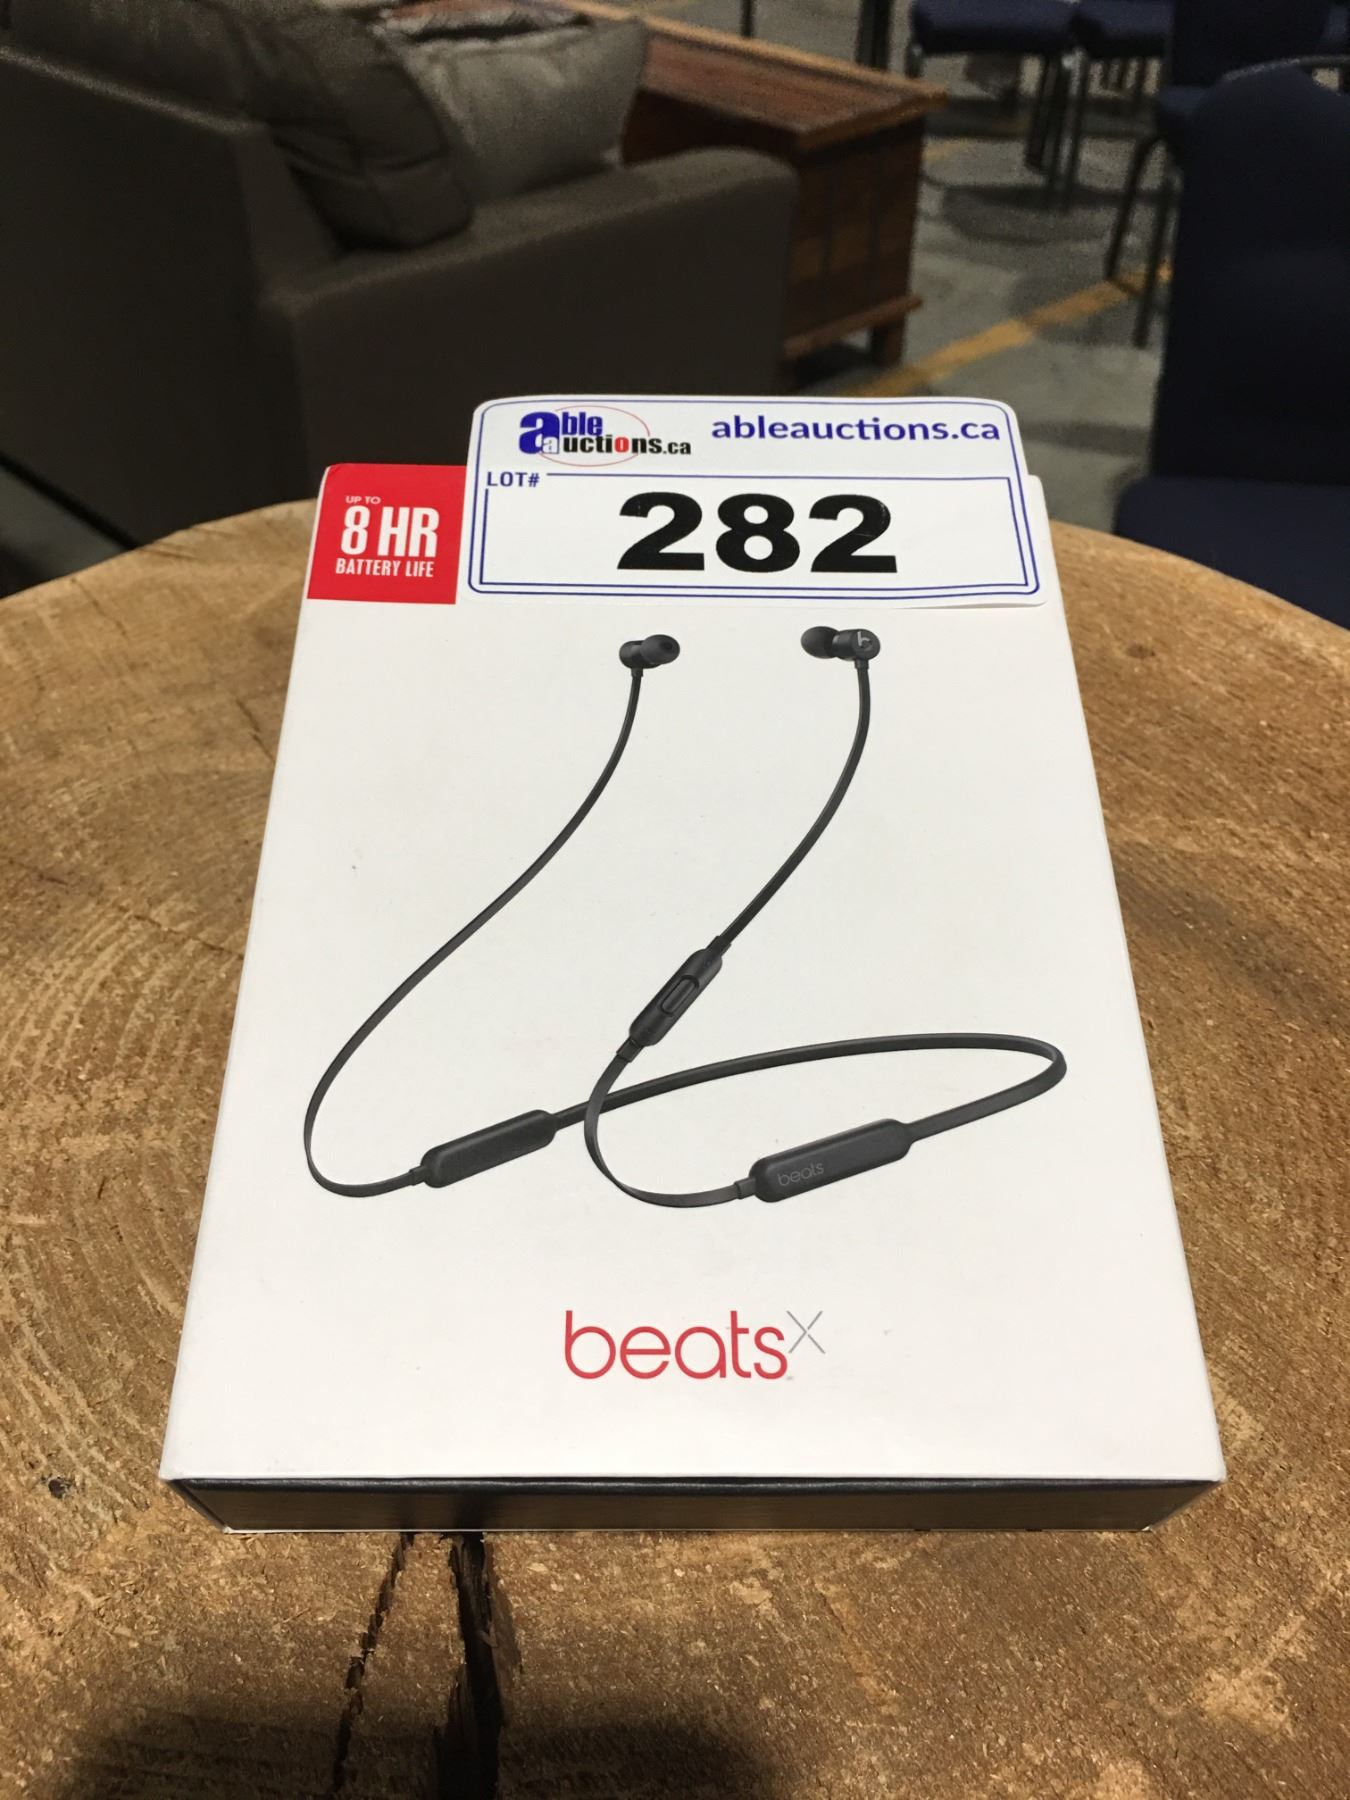 able auctions.ca
ableauctions.ca
LOT#
282
UP TO
8 HR
BATTERY LIFE
b
beats
beatsX